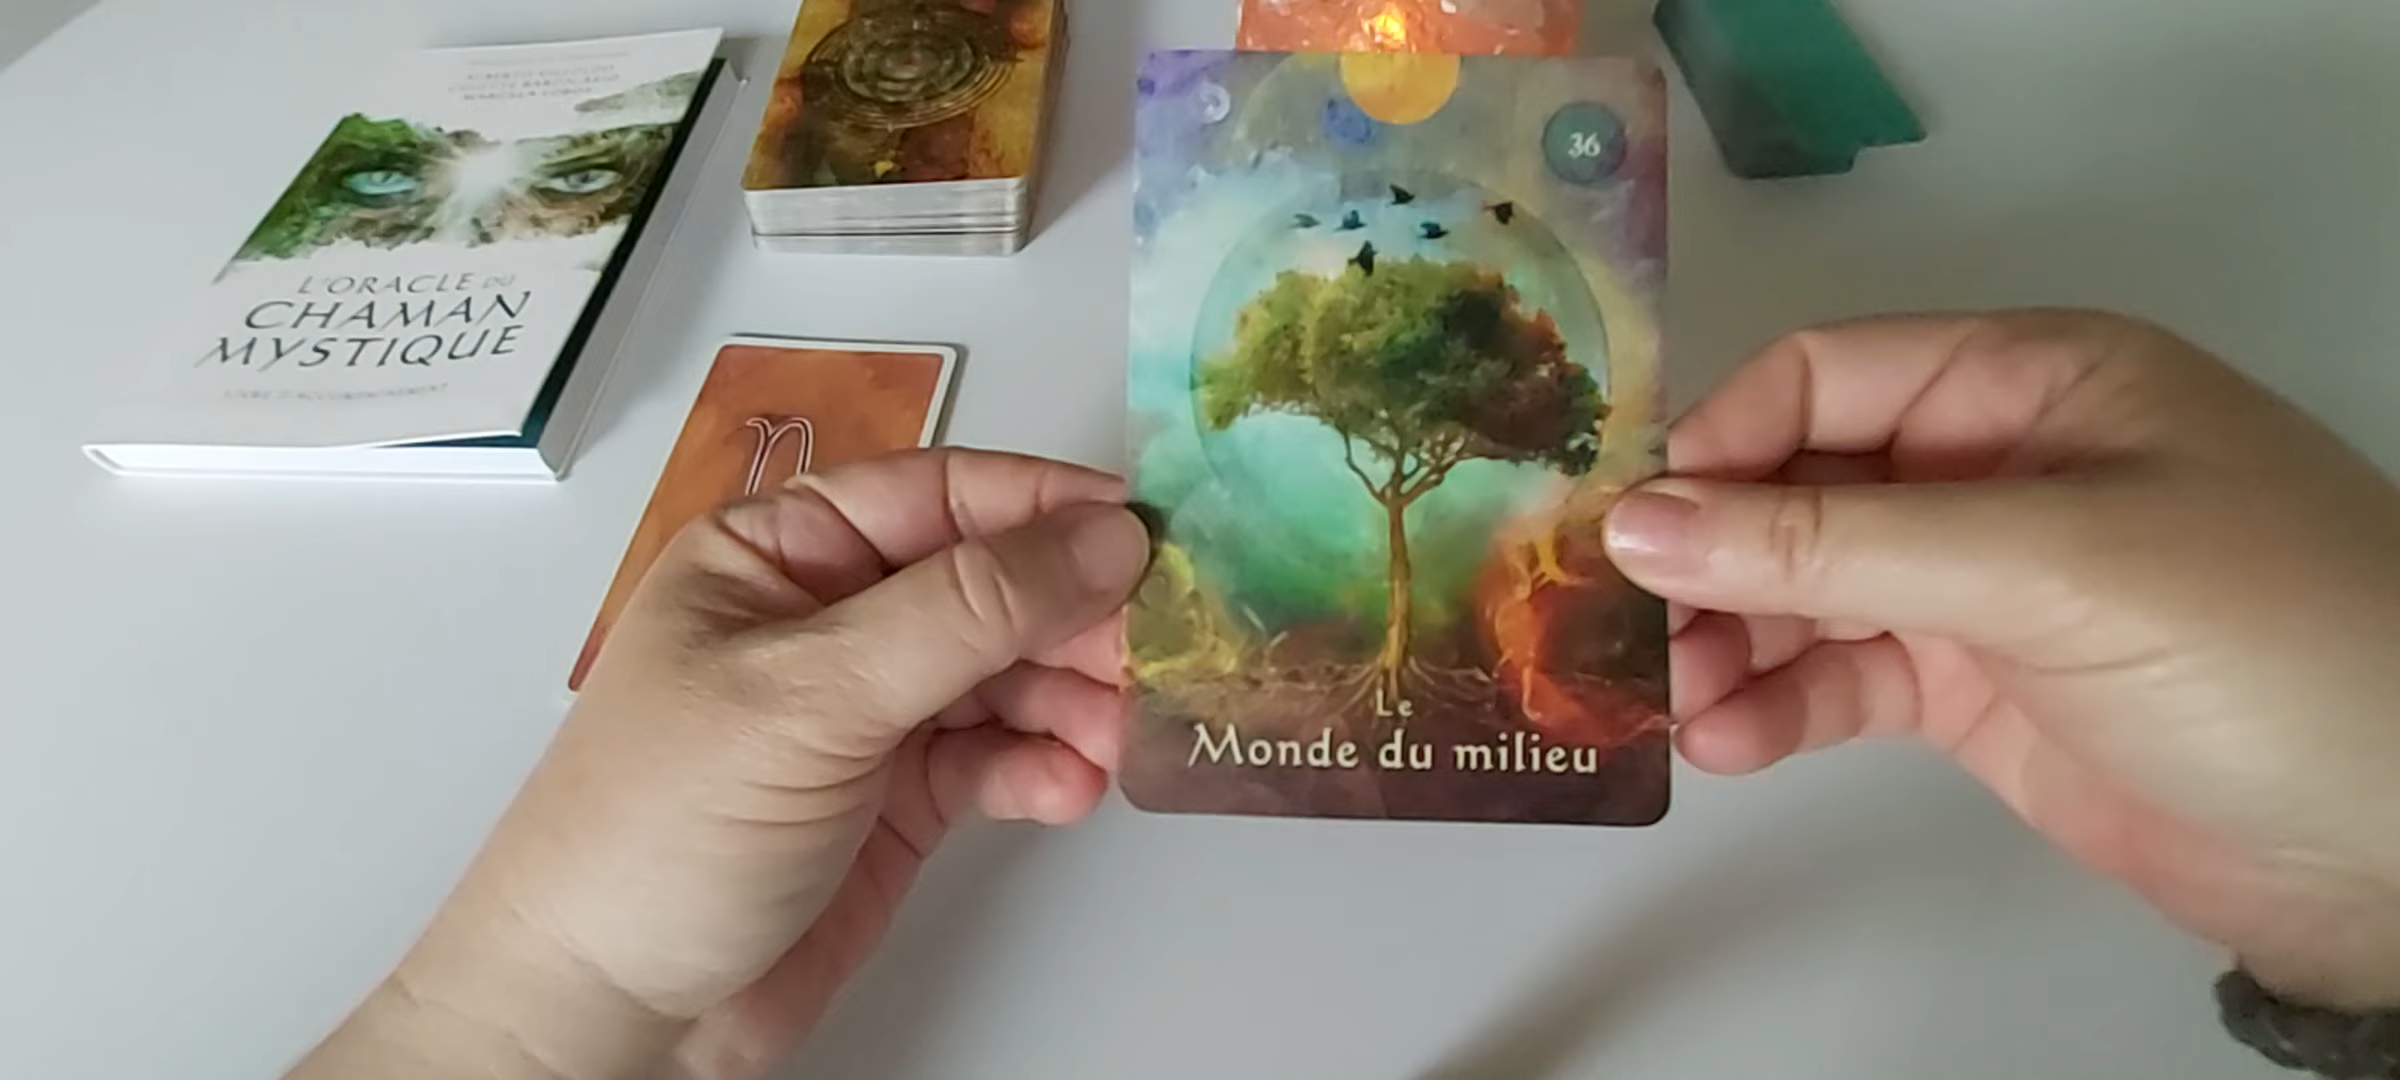 L'ORACLE DU
CHAMAN
MYSTIQUE
n
36
Le
Monde du milieu